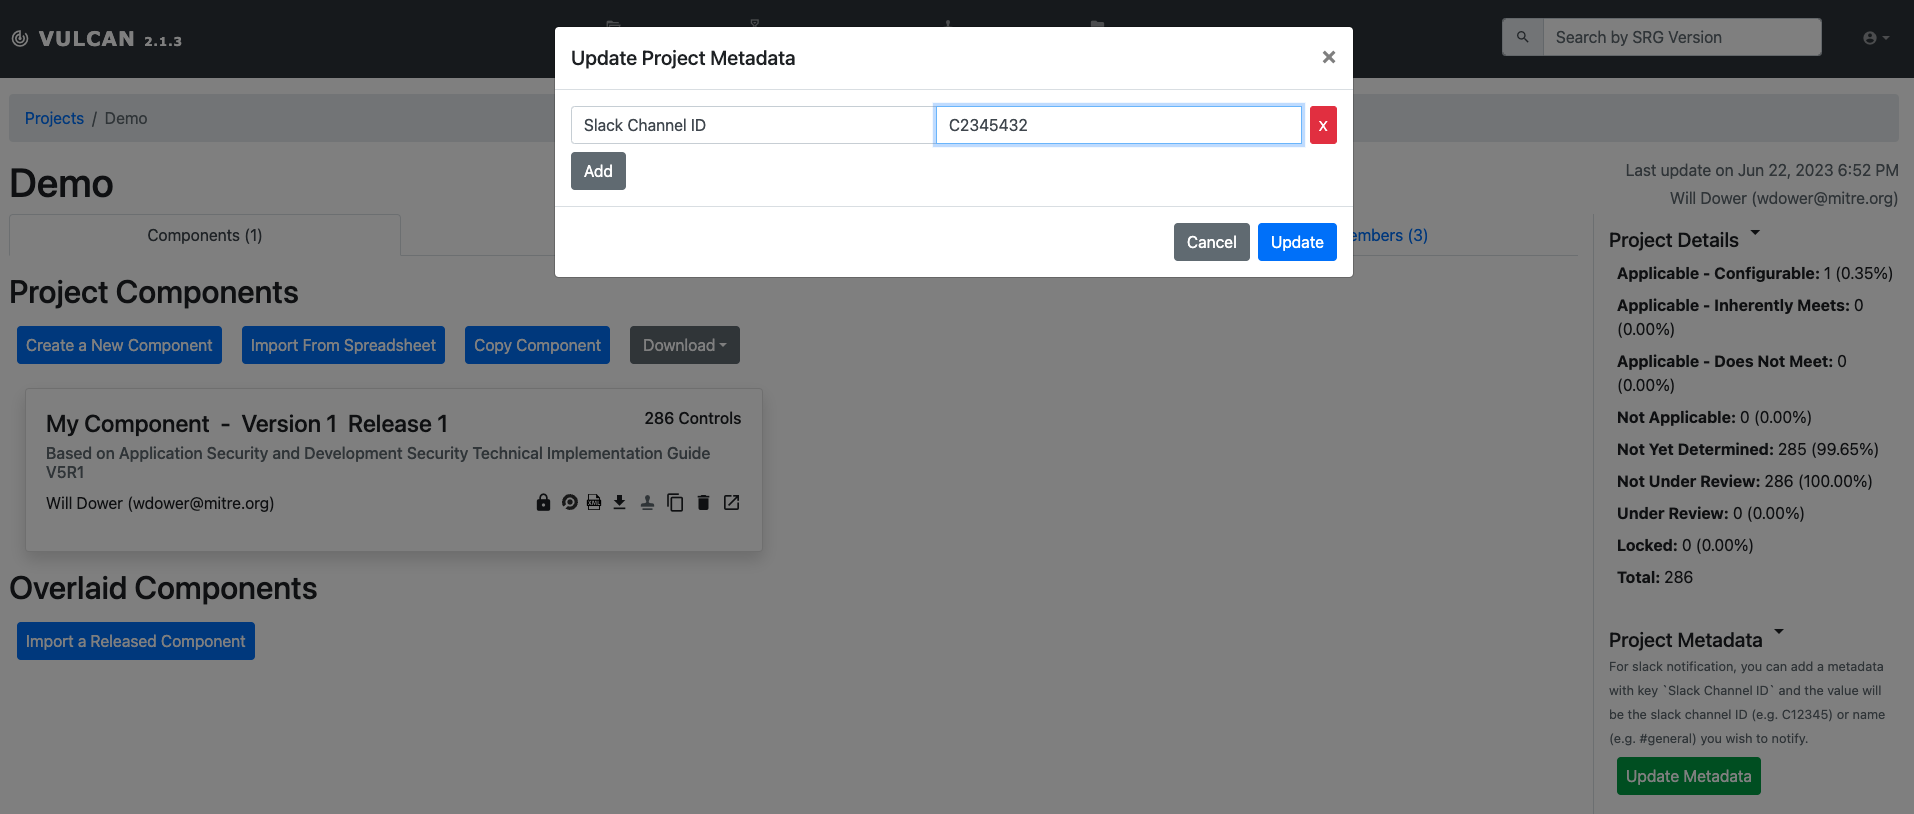 VULCAN 2.1.3
Search by SRG Version
Update Project Metadata
×
Slack Channel ID
C2345432
X
Add
Cancel
Update
Projects / Demo
Demo
Last update on Jun 22, 2023 6:52 PM
Will Dower (wdower@mitre.org)
Components (1)
embers (3)
Project Components
Create a New Component
Import From Spreadsheet
Copy Component
Download
My Component - Version 1 Release 1
286 Controls
Based on Application Security and Development Security Technical Implementation Guide
V5R1
Will Dower (wdower@mitre.org)
Overlaid Components
Import a Released Component
Project Details
Applicable - Configurable: 1 (0.35%)
Applicable - Inherently Meets: 0
(0.00%)
Applicable - Does Not Meet: 0
(0.00%)
Not Applicable: 0 (0.00%)
Not Yet Determined: 285 (99.65%)
Not Under Review: 286 (100.00%)
Under Review: 0 (0.00%)
Locked: 0 (0.00%)
Total: 286
Project Metadata
For slack notification, you can add a metadata
with key `Slack Channel ID` and the value will
be the slack channel ID (e.g. C12345) or name
(e.g. #general) you wish to notify.
Update Metadata